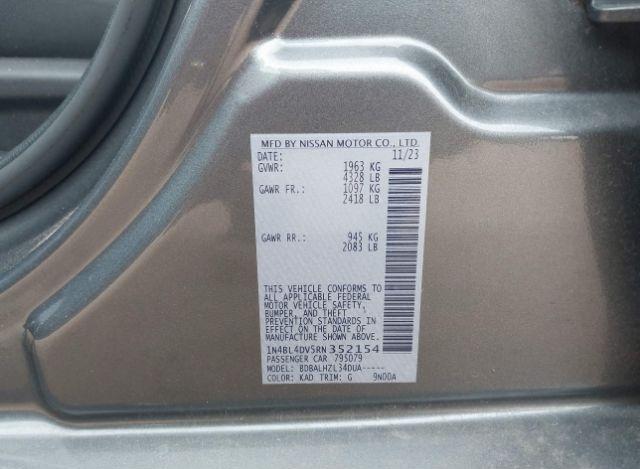 MFD BY NISSAN MOTOR CO., LTD
DATE: 11/23
GVWR: 1963 KG
4328 LB
GAWR FR.: 1097 KG
2418 LB
GAWR RR.: 945 KG
2083 LB
THIS VEHICLE CONFORMS TO
ALL APPLICABLE FEDERAL
MOTOR VEHICLE SAFETY,
BUMPER, AND THEFT
PREVENTION STANDARDS IN
EFFECT ON THE DATE OF
MANUFACTURE SHOWN ABOVE.
1N4BL4DV5RN352154
PASSENGER CAR 795079
MODEL: BDBALHZL34DUA-----
COLOR: KAD TRIM: G 9N00A